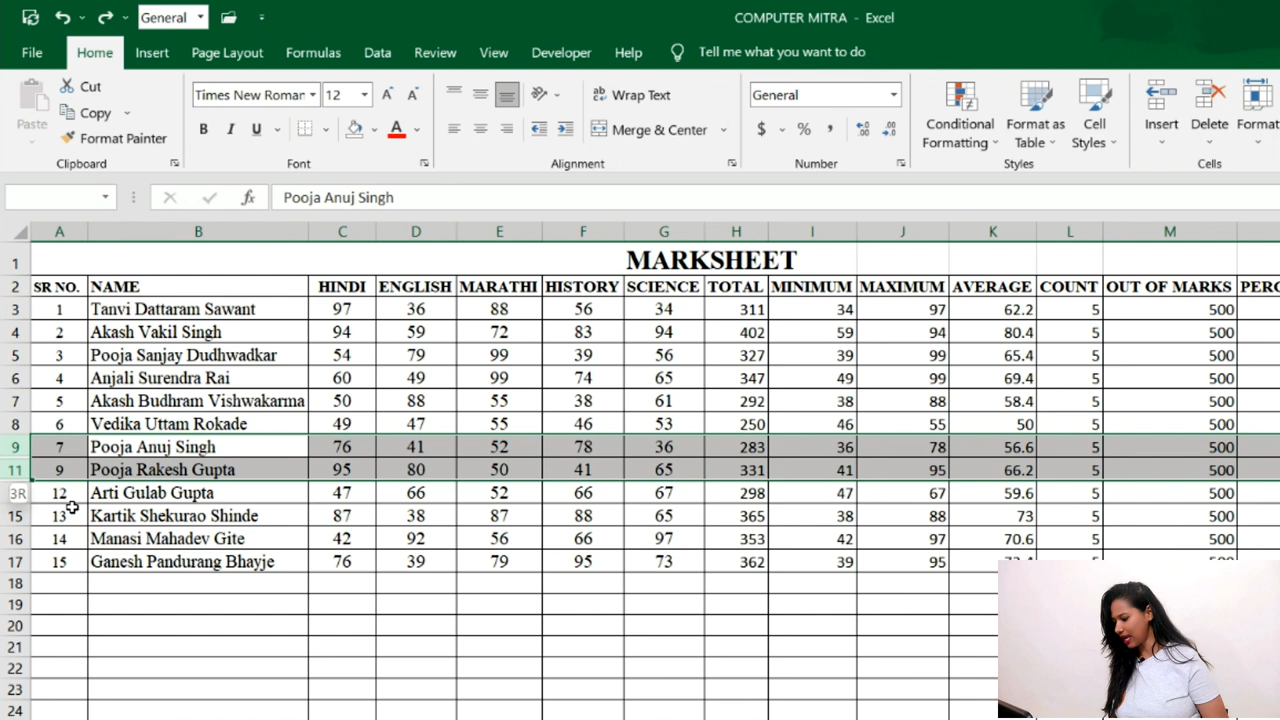 General
COMPUTER MITRA - Excel
File Home Insert Page Layout Formulas Data Review View Developer Help Tell me what you want to do
Paste Cut Copy Format Painter
Times New Roman 12 A A
B I U A
Wrap Text
Merge & Center
General
$ % ,
Conditional Formatting Format as Table Cell Styles Insert Delete Format
Clipboard Font Alignment Number Styles Cells
fx Pooja Anuj Singh
A B C D E F G H I J K L M
1 MARKSHEET
2 SR NO. NAME HINDI ENGLISH MARATHI HISTORY SCIENCE TOTAL MINIMUM MAXIMUM AVERAGE COUNT OUT OF MARKS PERC
3 1 Tanvi Dattaram Sawant 97 36 88 56 34 311 34 97 62.2 5 500
4 2 Akash Vakil Singh 94 59 72 83 94 402 59 94 80.4 5 500
5 3 Pooja Sanjay Dudhwadkar 54 79 99 39 56 327 39 99 65.4 5 500
6 4 Anjali Surendra Rai 60 49 99 74 65 347 49 99 69.4 5 500
7 5 Akash Budhram Vishwakarma 50 88 55 38 61 292 38 88 58.4 5 500
8 6 Vedika Uttam Rokade 49 47 55 46 53 250 46 55 50 5 500
9 7 Pooja Anuj Singh 76 41 52 78 36 283 36 78 56.6 5 500
11 9 Pooja Rakesh Gupta 95 80 50 41 65 331 41 95 66.2 5 500
3R 12 Arti Gulab Gupta 47 66 52 66 67 298 47 67 59.6 5 500
15 13 Kartik Shekurao Shinde 87 38 87 88 65 365 38 88 73 5 500
16 14 Manasi Mahadev Gite 42 92 56 66 97 353 42 97 70.6 5 500
17 15 Ganesh Pandurang Bhayje 76 39 79 95 73 362 39 95
18
19
20
21
22
23
24